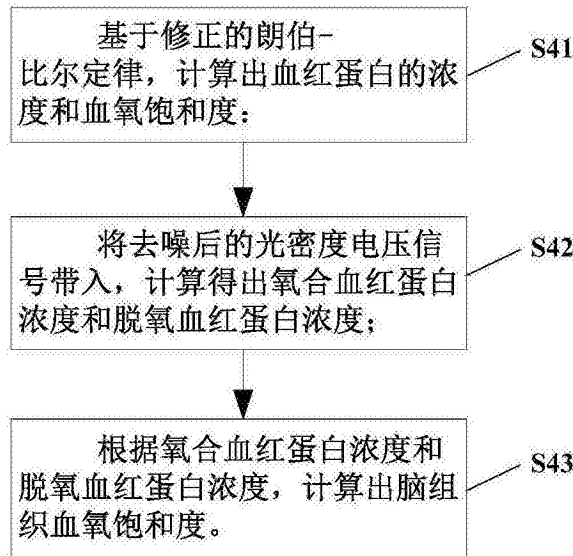 基于修正的朗伯-
比尔定律，计算出血红蛋白的浓
度和血氧饱和度：
S41
将去噪后的光密度电压信
号带入，计算得出氧合血红蛋白
浓度和脱氧血红蛋白浓度；
S42
根据氧合血红蛋白浓度和
脱氧血红蛋白浓度，计算出脑组
织血氧饱和度。
S43